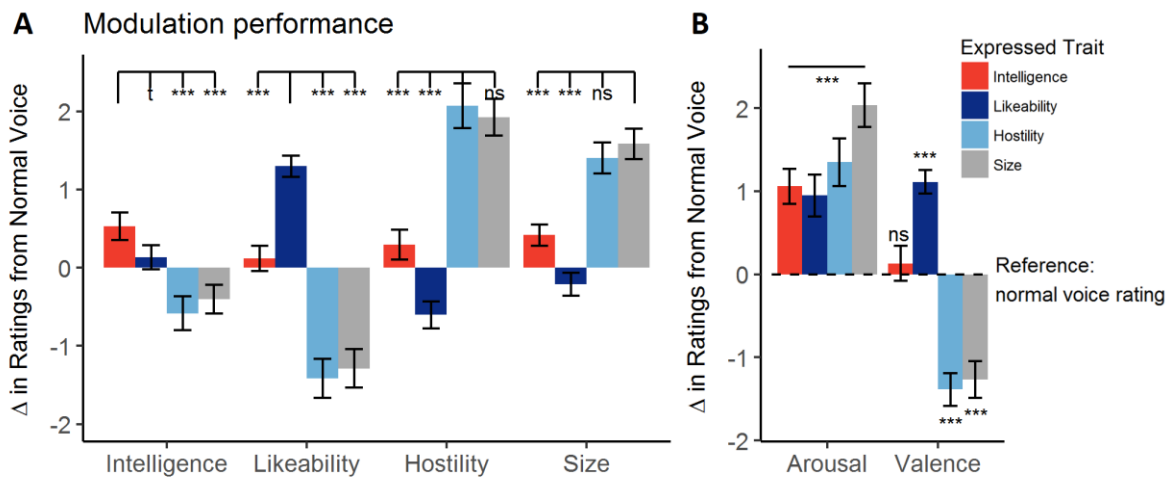 A Modulation performance
Δ in Ratings from Normal Voice
2
1
0
-1
-2
t *** ***
*** *** ***
*** *** ns
*** *** ns
Intelligence Likeability Hostility Size
B
Δ in Ratings from Normal Voice
2
1
0
-1
-2
***
ns
***
***
***
Arousal Valence
Expressed Trait
Intelligence
Likeability
Hostility
Size
Reference:
normal voice rating